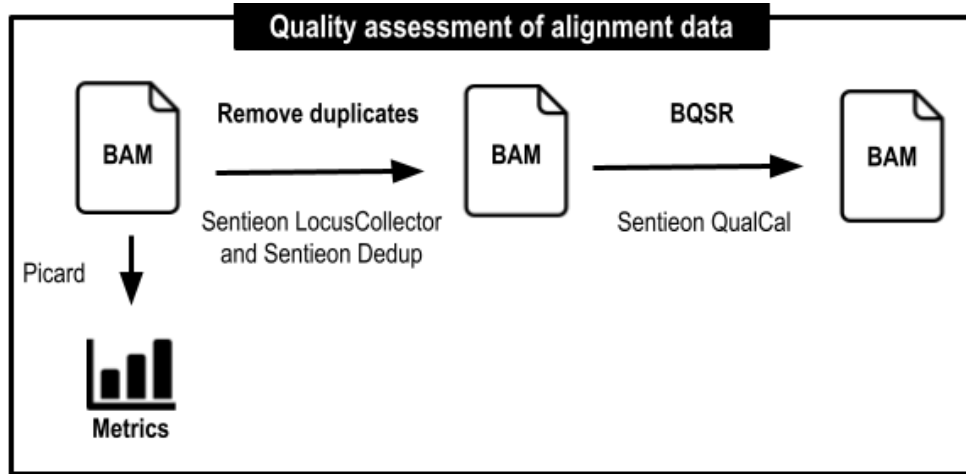 Quality assessment of alignment data
BAM
Remove duplicates
Sentieon LocusCollector
and Sentieon Dedup
BAM
BQSR
Sentieon QualCal
BAM
Picard
Metrics